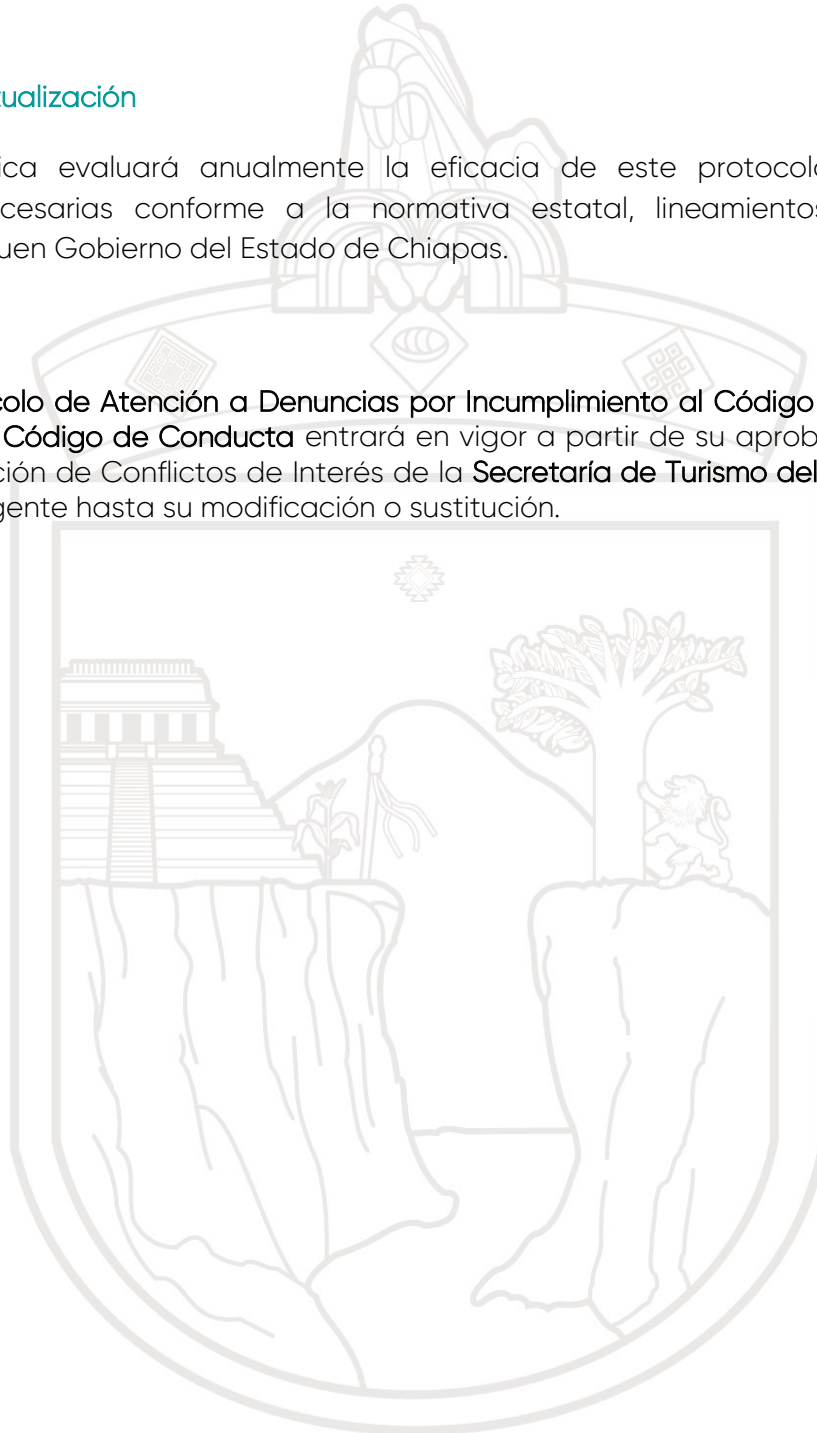 tualización
ica evaluará anualmente la eficacia de este protocolo
cesarias conforme a la normativa estatal, lineamientos
uen Gobierno del Estado de Chiapas.
colo de Atención a Denuncias por Incumplimiento al Código
Código de Conducta entrará en vigor a partir de su aprob
ción de Conflictos de Interés de la Secretaría de Turismo del
gente hasta su modificación o sustitución.